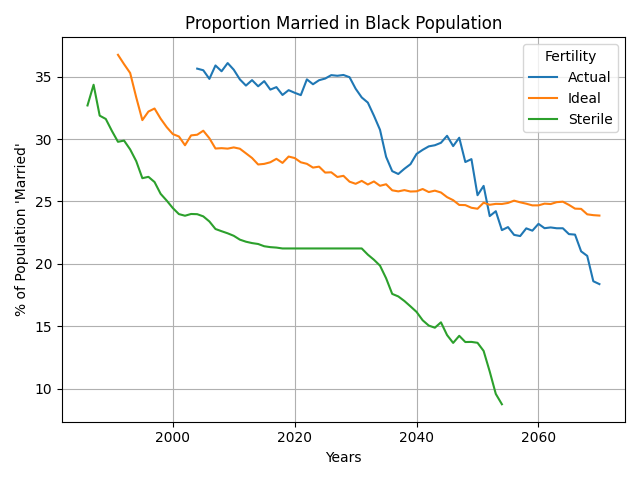 Proportion Married in Black Population
% of Population 'Married'
35
30
25
20
15
10
Fertility
Actual
Ideal
Sterile
2000 2020 2040 2060
Years